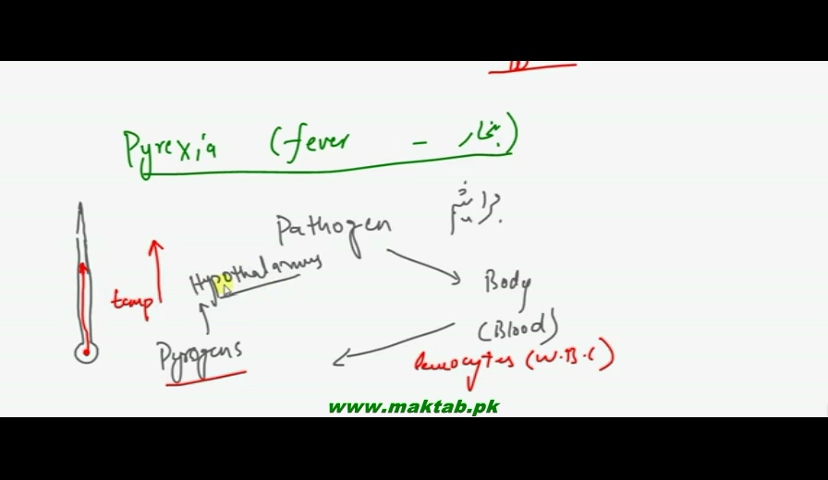 Pyrexia (fever - بخار)
Pathogen جراثیم
Hypothalamus
Body
temp
(Blood)
Pyrogens
Leucocytes (W.B.C)
www.maktab.pk